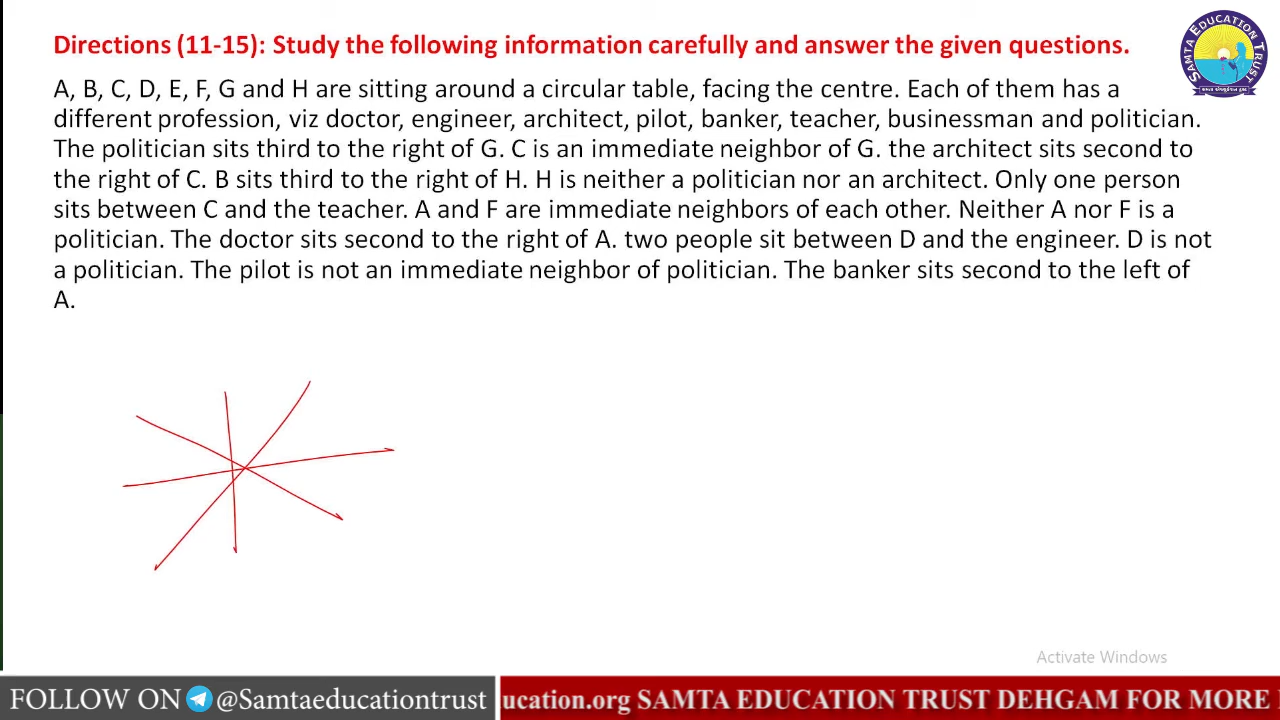 Directions (11-15): Study the following information carefully and answer the given questions.
A, B, C, D, E, F, G and H are sitting around a circular table, facing the centre. Each of them has a
different profession, viz doctor, engineer, architect, pilot, banker, teacher, businessman and politician.
The politician sits third to the right of G. C is an immediate neighbor of G. the architect sits second to
the right of C. B sits third to the right of H. H is neither a politician nor an architect. Only one person
sits between C and the teacher. A and F are immediate neighbors of each other. Neither A nor F is a
politician. The doctor sits second to the right of A. two people sit between D and the engineer. D is not
a politician. The pilot is not an immediate neighbor of politician. The banker sits second to the left of
A.
SAMTA EDUCATION TRUST
Activate Windows
FOLLOW ON @Samtaeducationtrust
ucation.org SAMTA EDUCATION TRUST DEHGAM FOR MORE